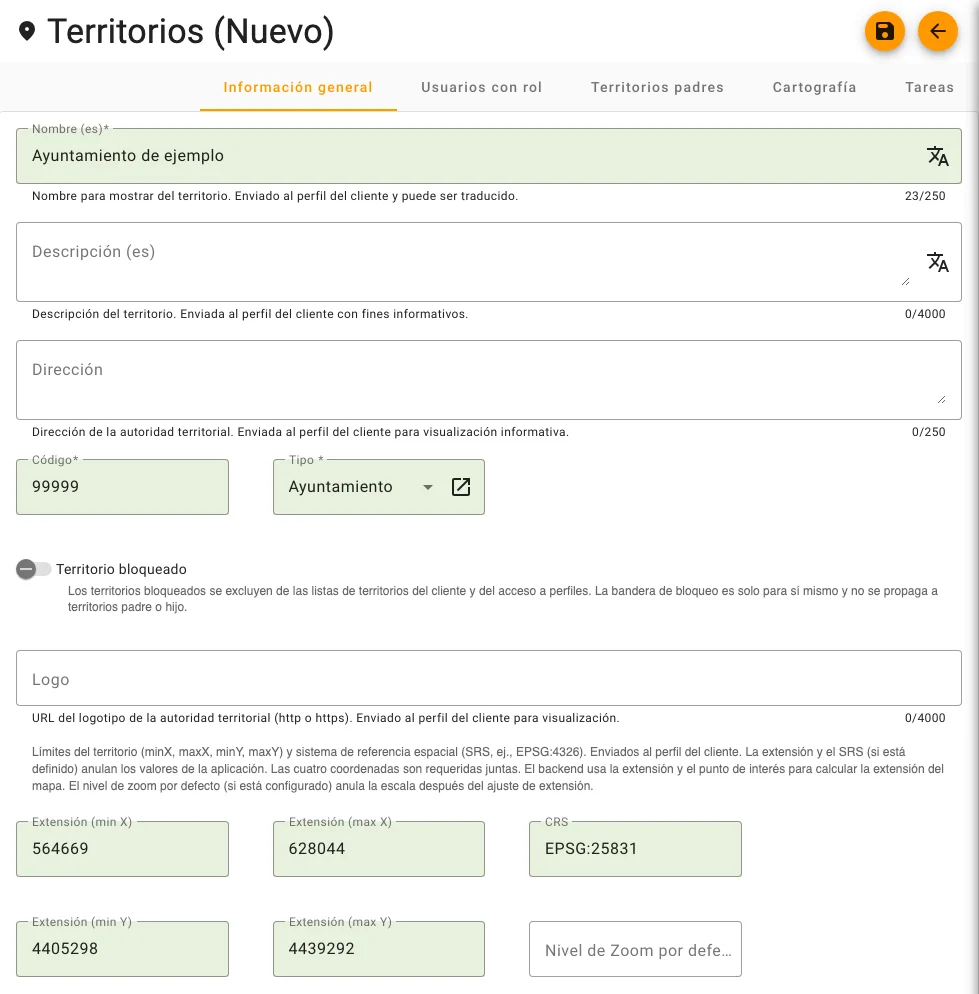 Territorios (Nuevo)
Información general
Usuarios con rol
Territorios padres
Cartografía
Tareas
Nombre (es)*
Ayuntamiento de ejemplo
Nombre para mostrar del territorio. Enviado al perfil del cliente y puede ser traducido.
23/250
Descripción (es)
Descripción del territorio. Enviada al perfil del cliente con fines informativos.
0/4000
Dirección
Dirección de la autoridad territorial. Enviada al perfil del cliente para visualización informativa.
0/250
Código*
99999
Tipo *
Ayuntamiento
Territorio bloqueado
Los territorios bloqueados se excluyen de las listas de territorios del cliente y del acceso a perfiles. La bandera de bloqueo es solo para sí mismo y no se propaga a
territorios padre o hijo.
Logo
URL del logotipo de la autoridad territorial (http o https). Enviado al perfil del cliente para visualización.
0/4000
Límites del territorio (minX, maxX, minY, maxY) y sistema de referencia espacial (SRS, ej., EPSG:4326). Enviados al perfil del cliente. La extensión y el SRS (si está
definido) anulan los valores de la aplicación. Las cuatro coordenadas son requeridas juntas. El backend usa la extensión y el punto de interés para calcular la extensión del
mapa. El nivel de zoom por defecto (si está configurado) anula la escala después del ajuste de extensión.
Extensión (min X)
564669
Extensión (max X)
628044
CRS
EPSG:25831
Extensión (min Y)
4405298
Extensión (max Y)
4439292
Nivel de Zoom por defe...